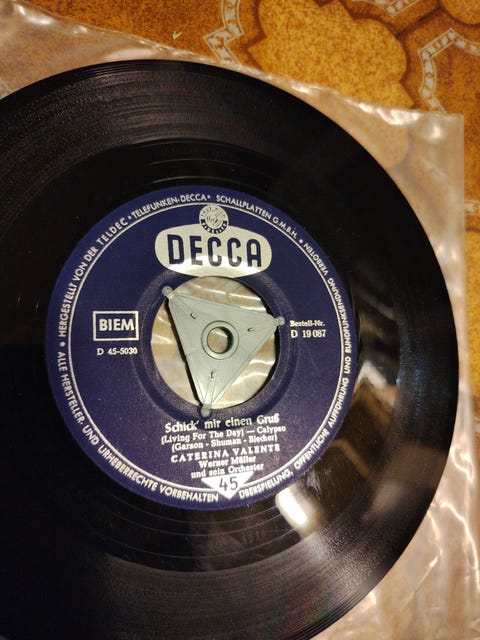 HERGESTELLT VON DER TELDEC • TELEFUNKEN-DECCA • SCHALLPLATTEN G.M.B.H.
DECCA
BIEM
D 45-5030
Bestell-Nr.
D 19 087
Schick' mir einen Gruß
(Living For The Day) — Calypso
(Garson - Shuman - Blecher)
CATERINA VALENTE
Werner Müller
und sein Orchester
45
• ALLE HERSTELLER- UND URHEBERRECHTE VORBEHALTEN
ÜBERSPIELUNG, ÖFFENTLICHE AUFFÜHRUNG UND RUNDFUNKSENDUNG VERBOTEN •